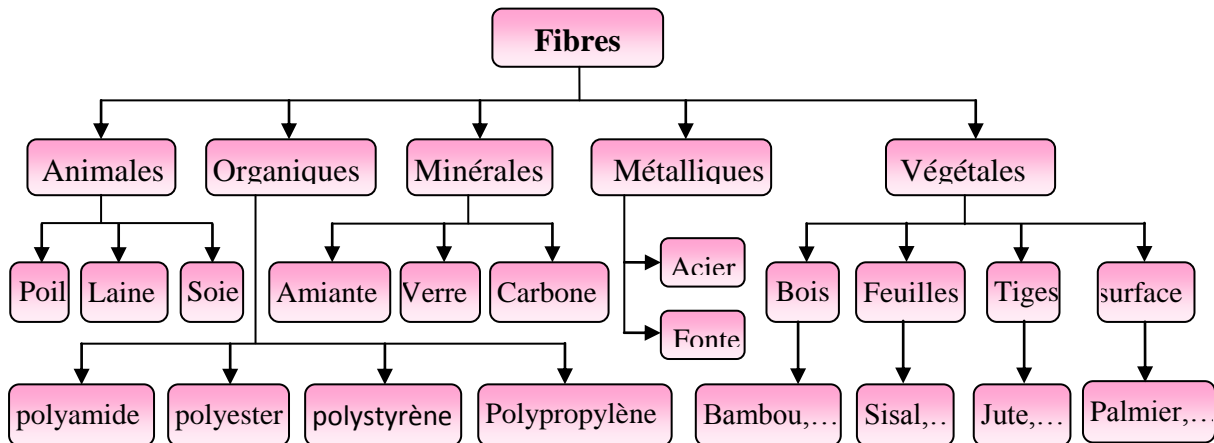 Fibres
Animales
Organiques
Minérales
Métalliques
Végétales
Poil
Laine
Soie
Amiante
Verre
Carbone
Acier
Fonte
Bois
Feuilles
Tiges
surface
polyamide
polyester
polystyrène
Polypropylène
Bambou,…
Sisal,…
Jute,…
Palmier,…